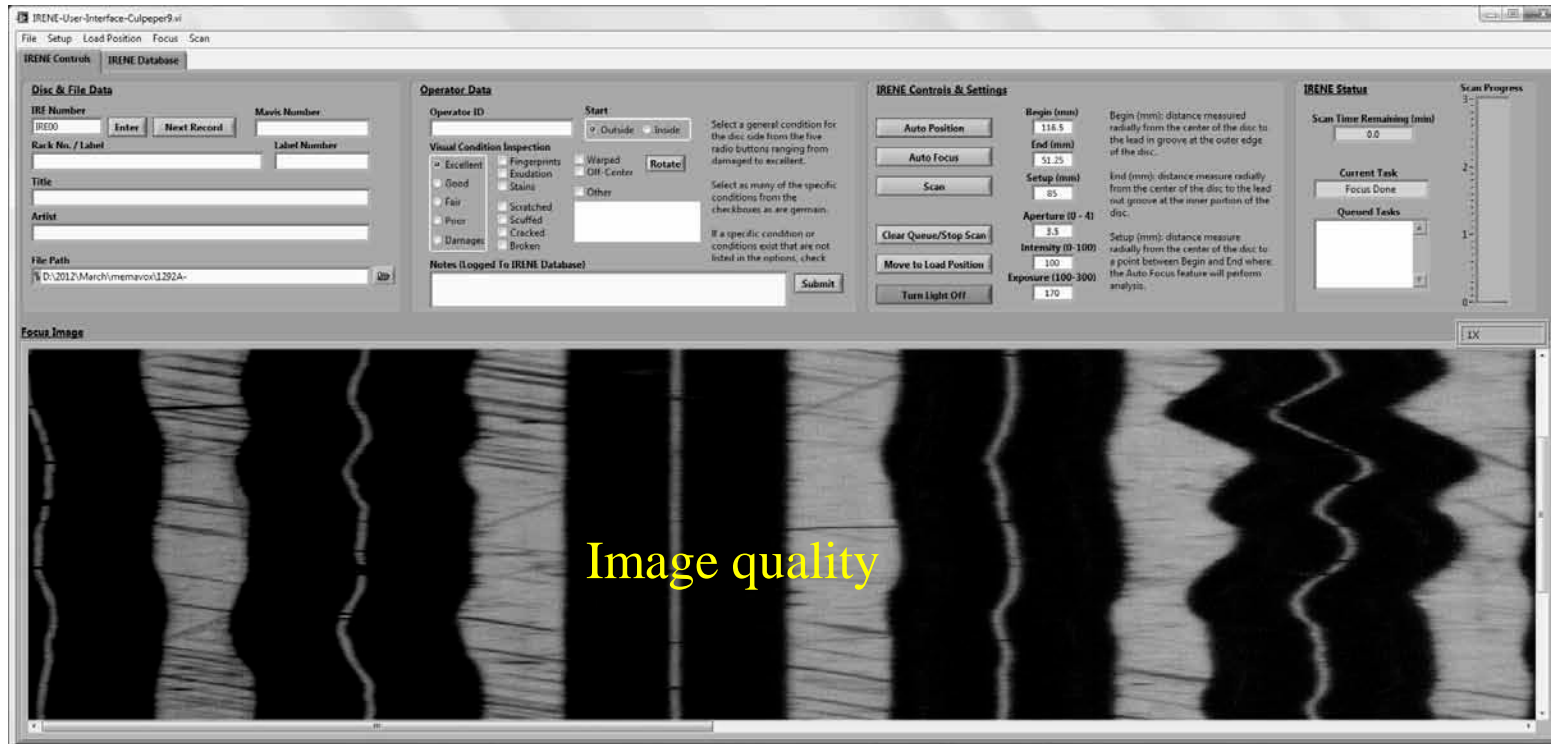 IRENE-User-Interface-Culpeper9.vi
File Setup Load Position Focus Scan
IRENE Controls IRENE Database
Disc & File Data
IRE Number
IRE00 Enter Next Record
Mavis Number
Rack No. / Label
Label Number
Title
Artist
File Path
D:\2012\March\memavox\1292A-
Operator Data
Operator ID
Start
Outside Inside
Visual Condition Inspection
Excellent
Good
Fair
Poor
Damages
Fingerprints
Exudation
Stains
Scratched
Scuffed
Cracked
Broken
Warped
Off-Center
Other
Rotate
Select a general condition for
the disc side from the five
radio buttons ranging from
damaged to excellent.
Select as many of the specific
conditions from the
checkboxes as are germain.
If a specific condition or
conditions exist that are not
listed in the options, check
Notes (Logged To IRENE Database)
Submit
IRENE Controls & Settings
Auto Position
Auto Focus
Scan
Clear Queue/Stop Scan
Move to Load Position
Turn Light Off
Begin (mm)
116.5
End (mm)
51.25
Setup (mm)
85
Aperture (0 - 4)
3.5
Intensity (0-100)
100
Exposure (100-300)
170
Begin (mm): distance measured
radially from the center of the disc to
the lead in groove at the outer edge
of the disc.
End (mm): distance measure radially
from the center of the disc to the lead
out groove at the inner portion of the
disc.
Setup (mm): distance measure
radially from the center of the disc to
a point between Begin and End where
the Auto Focus feature will perform
analysis.
IRENE Status
Scan Time Remaining (min)
0.0
Current Task
Focus Done
Queued Tasks
Scan Progress
3
2
1
0
Focus Image
1X
Image quality